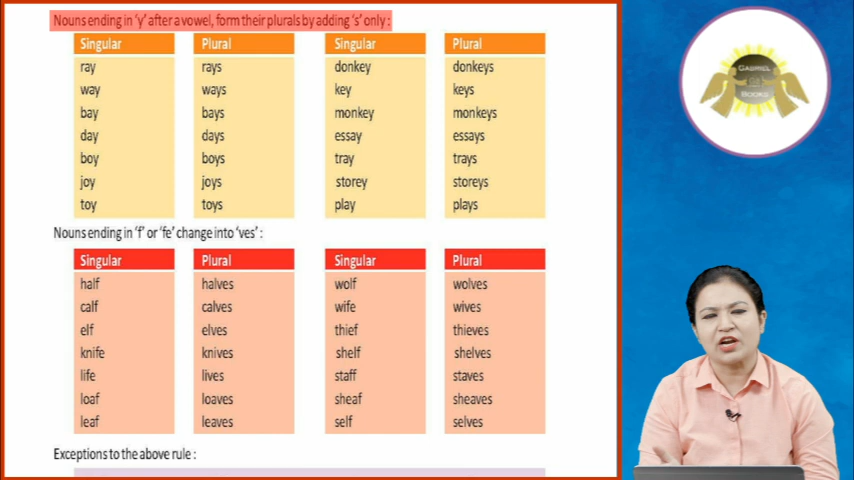 Nouns ending in 'y' after a vowel, form their plurals by adding 's' only :
Singular Plural Singular Plural
ray rays donkey donkeys
way ways key keys
bay bays monkey monkeys
day days essay essays
boy boys tray trays
joy joys storey storeys
toy toys play plays
Nouns ending in 'f' or 'fe' change into 'ves' :
Singular Plural Singular Plural
half halves wolf wolves
calf calves wife wives
elf elves thief thieves
knife knives shelf shelves
life lives staff staves
loaf loaves sheaf sheaves
leaf leaves self selves
Exceptions to the above rule :
GABRIEL
BOOKS